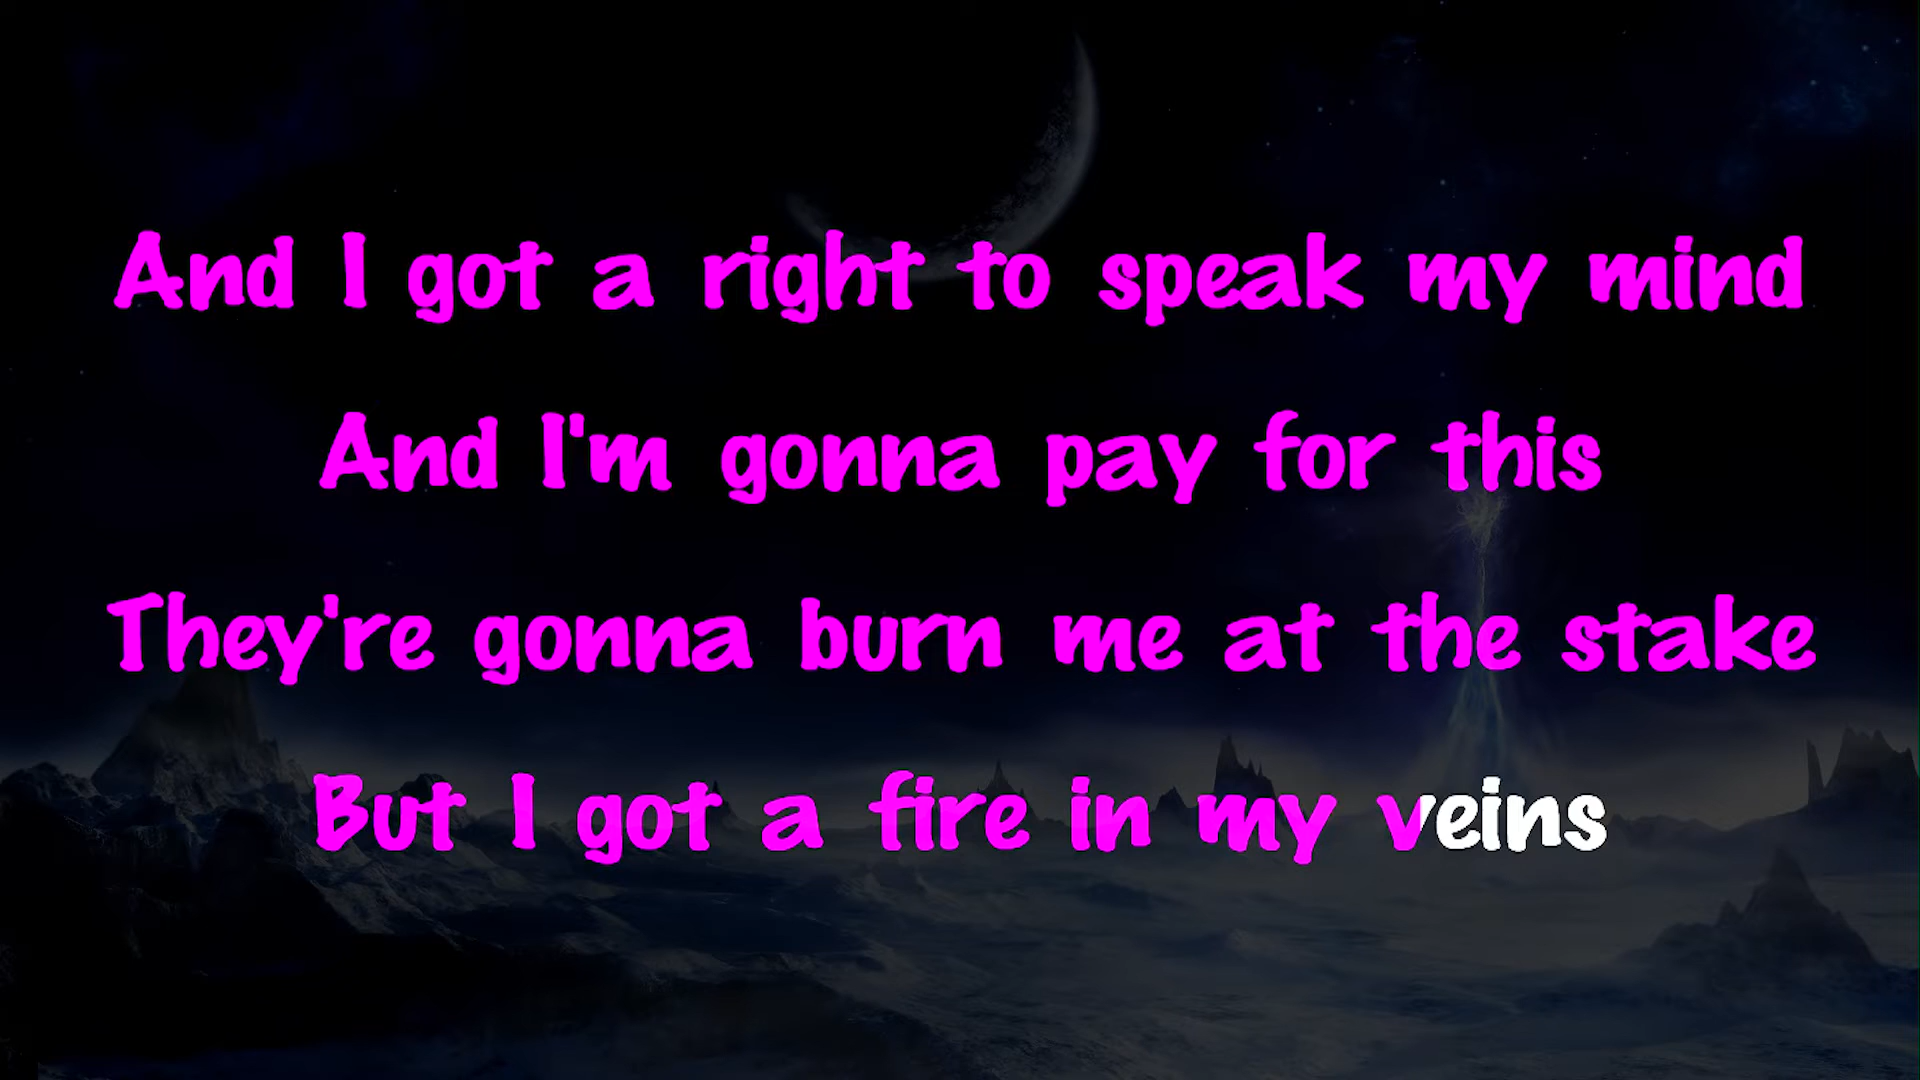 And I got a right to speak my mind
And I'm gonna pay for this
They're gonna burn me at the stake
But I got a fire in my veins